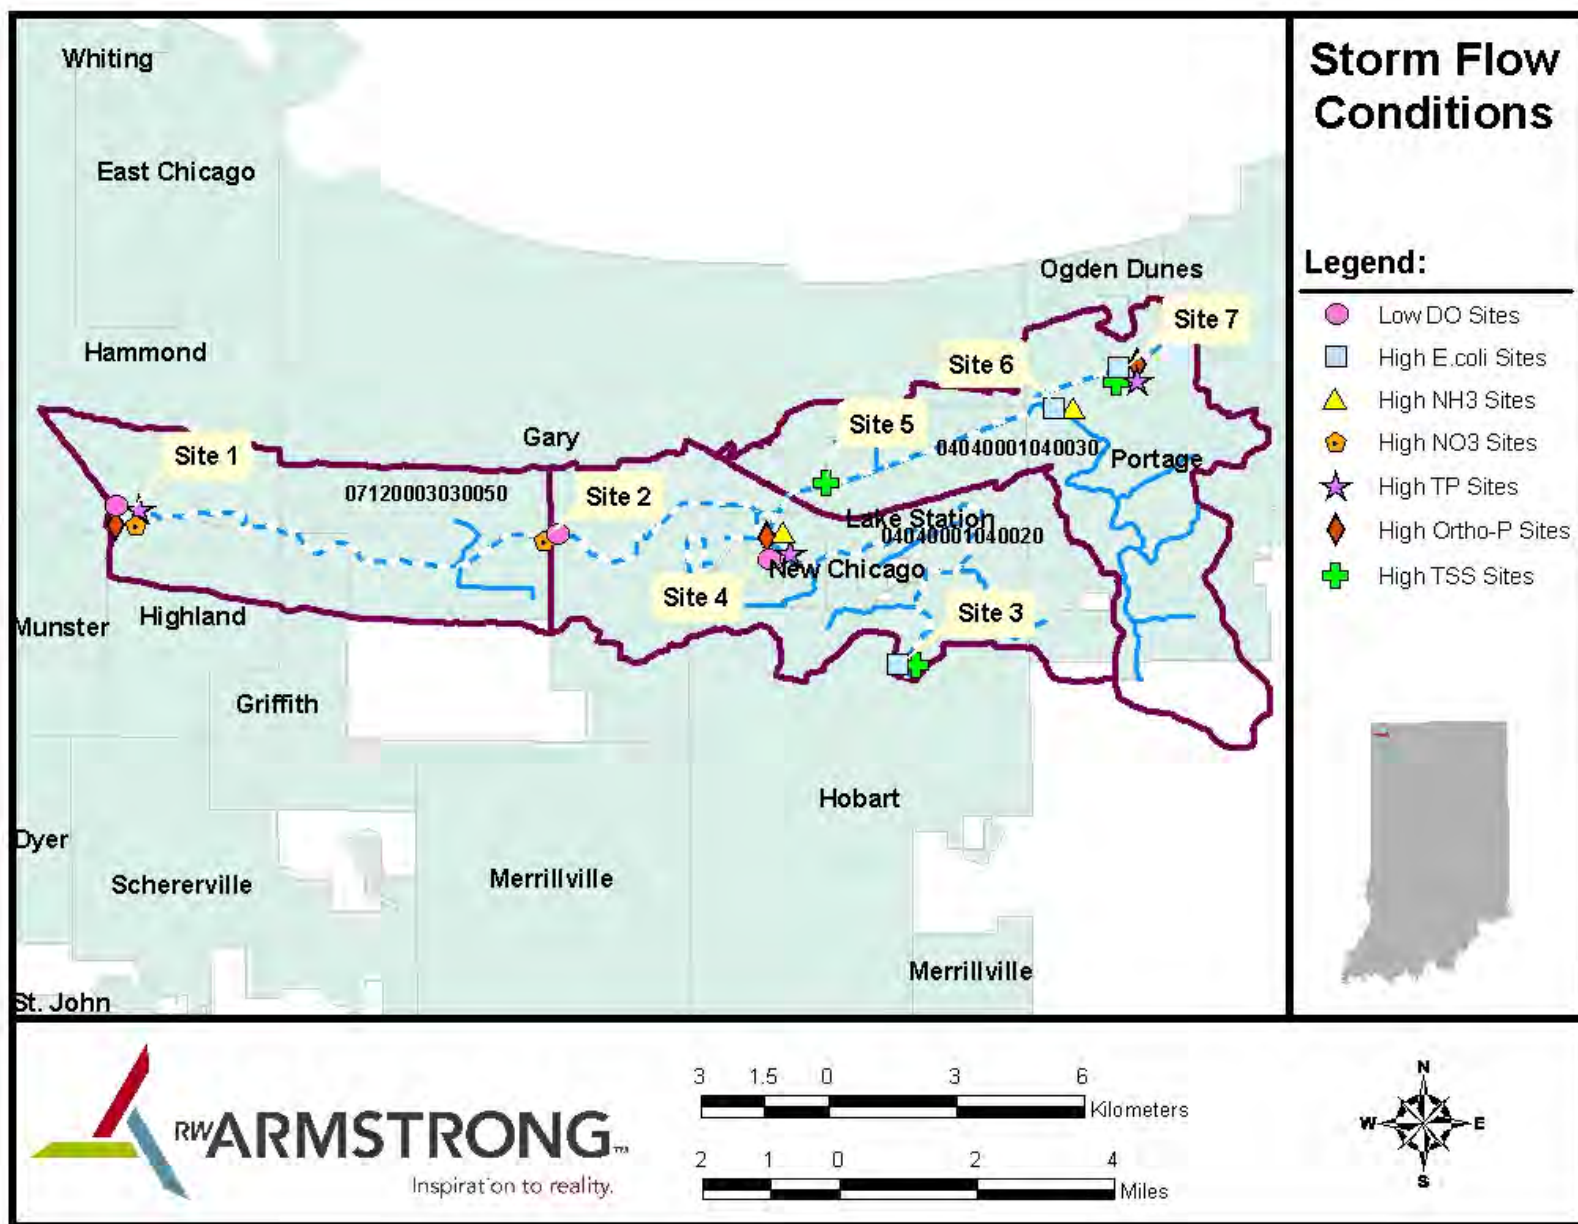 Whiting
East Chicago
Hammond
Ogden Dunes
Site 7
Site 6
Site 5
04040001040030
Portage
Gary
Site 1
07120003030050
Site 2
Lake Station
04040001040020
New Chicago
Site 4
Site 3
Munster
Highland
Griffith
Hobart
Dyer
Schererville
Merrillville
Merrillville
St. John
Storm Flow
Conditions
Legend:
Low DO Sites
High E.coli Sites
High NH3 Sites
High NO3 Sites
High TP Sites
High Ortho-P Sites
High TSS Sites
RWARMSTRONG™
Inspiration to reality.
3 1.5 0 3 6
Kilometers
2 1 0 2 4
Miles
N
W E
S